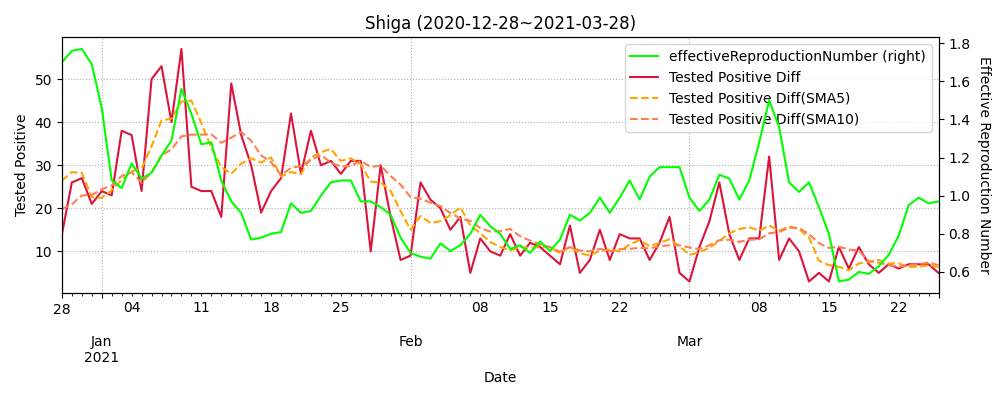 Shiga (2020-12-28~2021-03-28)
effectiveReproductionNumber (right)
Tested Positive Diff
Tested Positive Diff(SMA5)
Tested Positive Diff(SMA10)
Tested Positive
50
40
30
20
10
Effective Reproduction Number
1.8
1.6
1.4
1.2
1.0
0.8
0.6
28 04 11 18 25 08 15 22 08 15 22
Jan Feb Mar
2021
Date